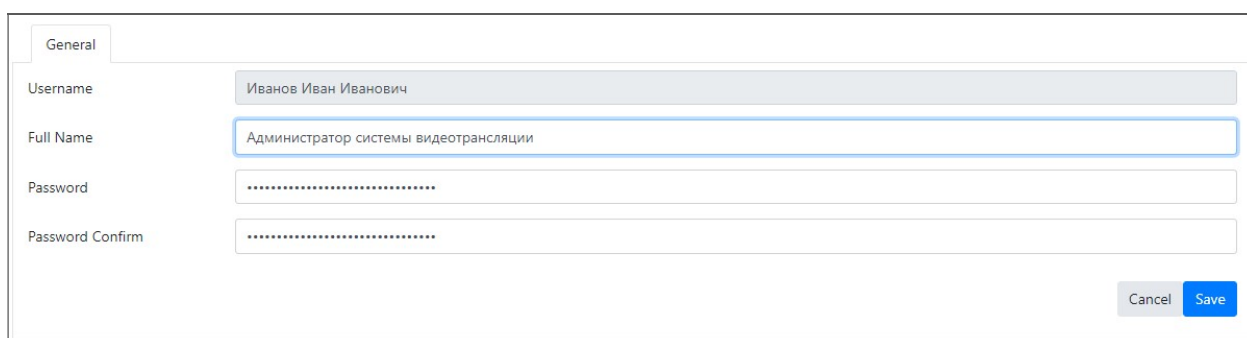 General
Username Иванов Иван Иванович
Full Name Администратор системы видеотрансляции
Password ••••••••••••••••••••••••••••••••
Password Confirm ••••••••••••••••••••••••••••••••
Cancel Save